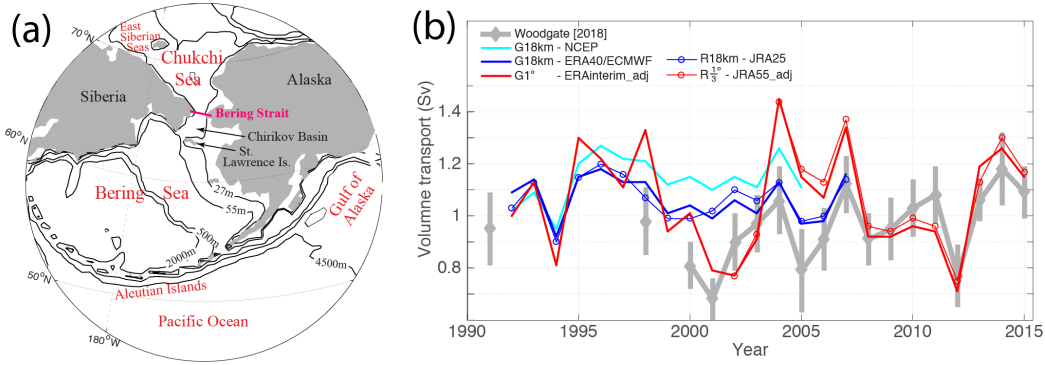 (a)
70°N
60°N
50°N
180°W
East
Siberian
Seas
Chukchi
Sea
Siberia
Alaska
Bering Strait
Chirikov Basin
St.
Lawrence Is.
Bering Sea
27m
55m
500m
2000m
4500m
Gulf of
Alaska
Aleutian Islands
Pacific Ocean
(b)
Woodgate [2018]
G18km - NCEP
G18km - ERA40/ECMWF
G1° - ERAinterim_adj
R18km - JRA25
R1/3° - JRA55_adj
Volumne transport (Sv)
1.4
1.2
1
0.8
1990 1995 2000 2005 2010 2015
Year